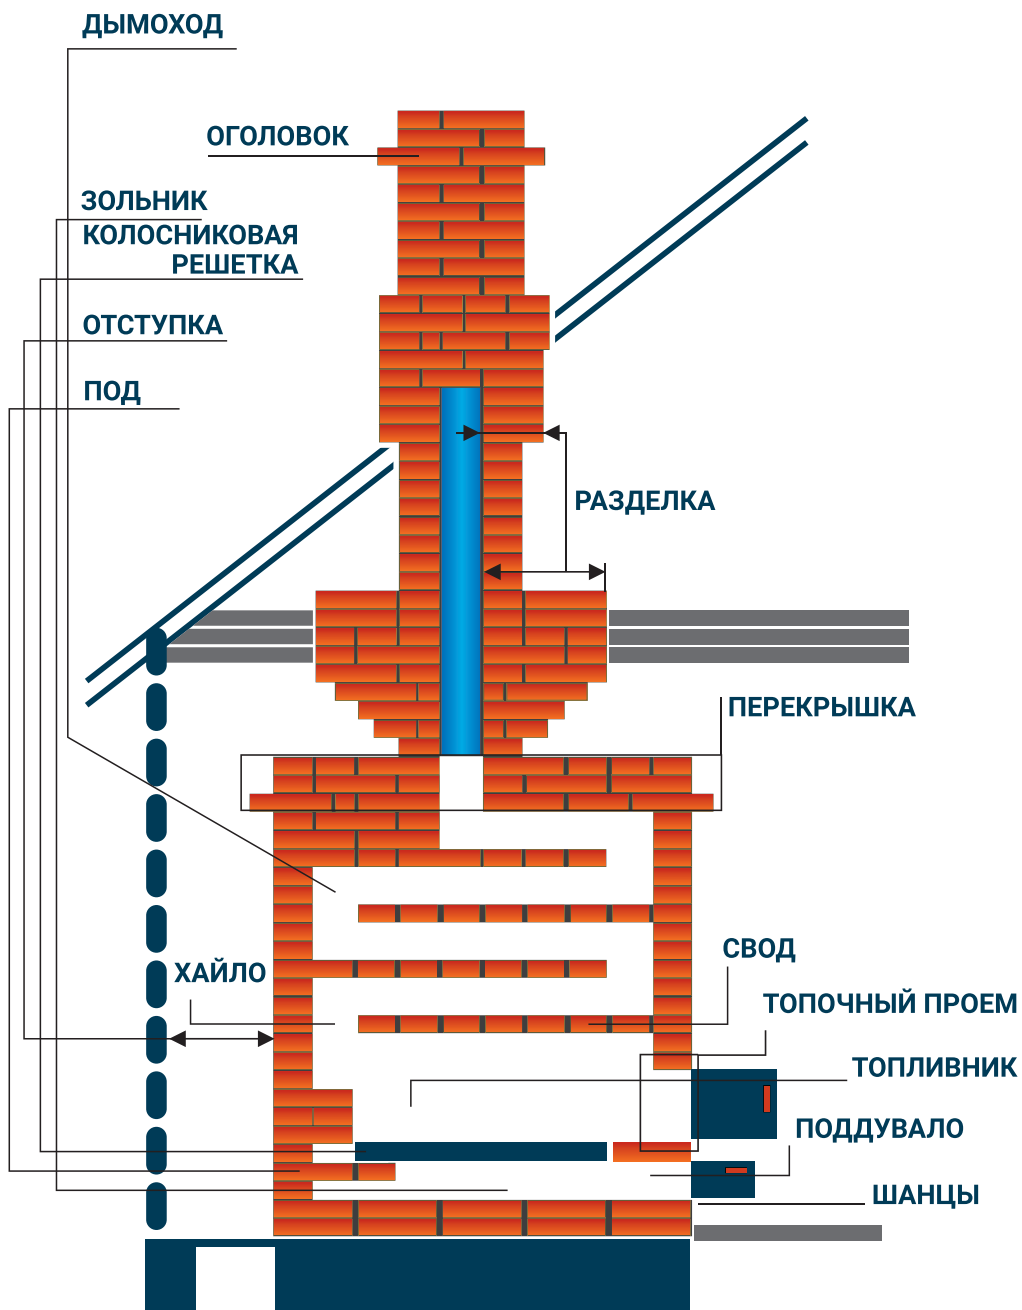 ДЫМОХОД
ОГОЛОВОК
ЗОЛЬНИК
КОЛОСНИКОВАЯ
РЕШЕТКА
ОТСТУПКА
ПОД
РАЗДЕЛКА
ПЕРЕКРЫШКА
СВОД
ХАЙЛО
ТОПОЧНЫЙ ПРОЕМ
ТОПЛИВНИК
ПОДДУВАЛО
ШАНЦЫ